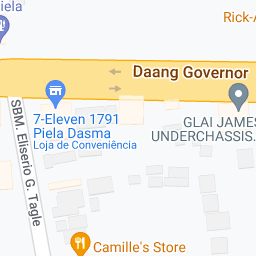 iela
Rick-A
Daang Governor
7-Eleven 1791
Piela Dasma
Loja de Conveniência
GLAI JAMES
UNDERCHASSIS.
SBM. Eliserio G. Tagle
Camille's Store